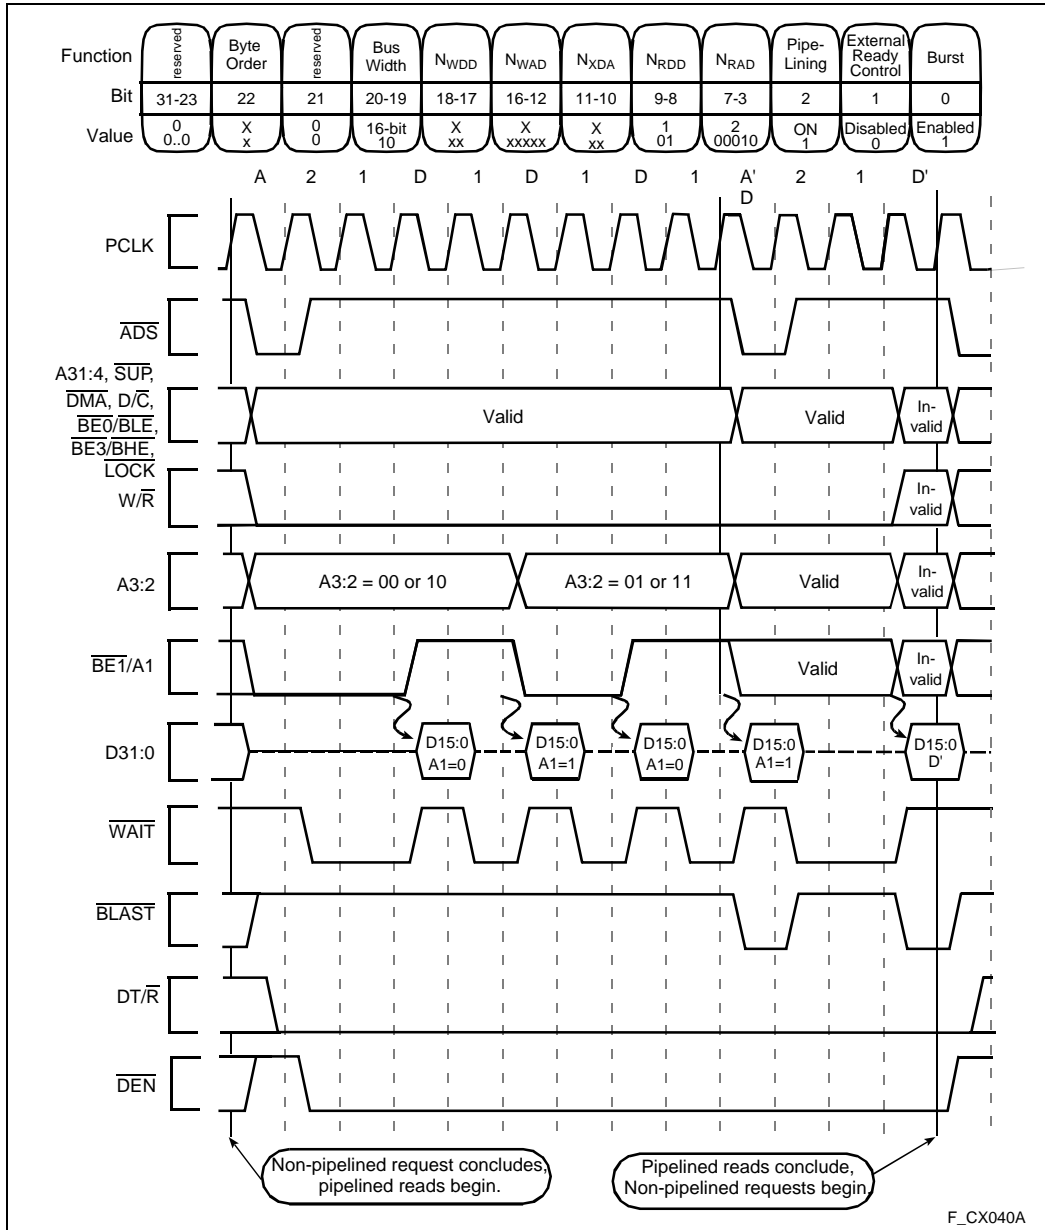 Function reserved Byte Order reserved Bus Width NWDD NWAD NXDA NRDD NRAD Pipe-Lining External Ready Control Burst
Bit 31-23 22 21 20-19 18-17 16-12 11-10 9-8 7-3 2 1 0
Value 0 0..0 X x 0 0 16-bit 10 X xx X xxxxx X xx 1 01 2 00010 ON 1 Disabled 0 Enabled 1
A 2 1 D 1 D 1 D 1 A' 2 1 D'
D
PCLK
ADS
A31:4, SUP,
DMA, D/C,
BE0/BLE,
BE3/BHE,
LOCK
Valid Valid In-valid
W/R
In-valid
A3:2
A3:2 = 00 or 10 A3:2 = 01 or 11 Valid In-valid
BE1/A1
Valid In-valid
D31:0
D15:0 A1=0 D15:0 A1=1 D15:0 A1=0 D15:0 A1=1 D15:0 D'
WAIT
BLAST
DT/R
DEN
Non-pipelined request concludes,
pipelined reads begin.
Pipelined reads conclude,
Non-pipelined requests begin.
F_CX040A